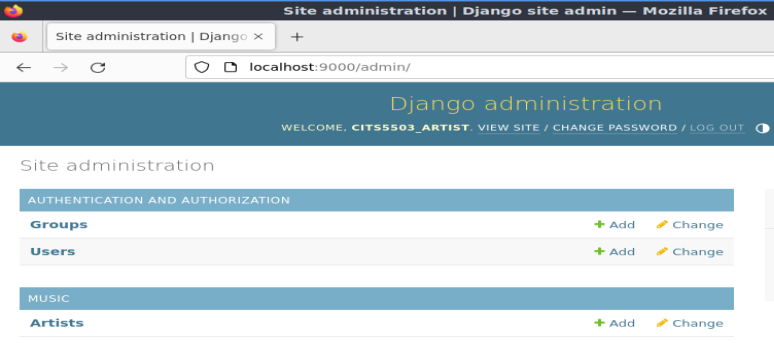 Site administration | Django site admin — Mozilla Firefox
Site administration | Django
localhost:9000/admin/
Django administration
WELCOME, CITS5503_ARTIST. VIEW SITE / CHANGE PASSWORD / LOG OUT
Site administration
AUTHENTICATION AND AUTHORIZATION
Groups Add Change
Users Add Change
MUSIC
Artists Add Change